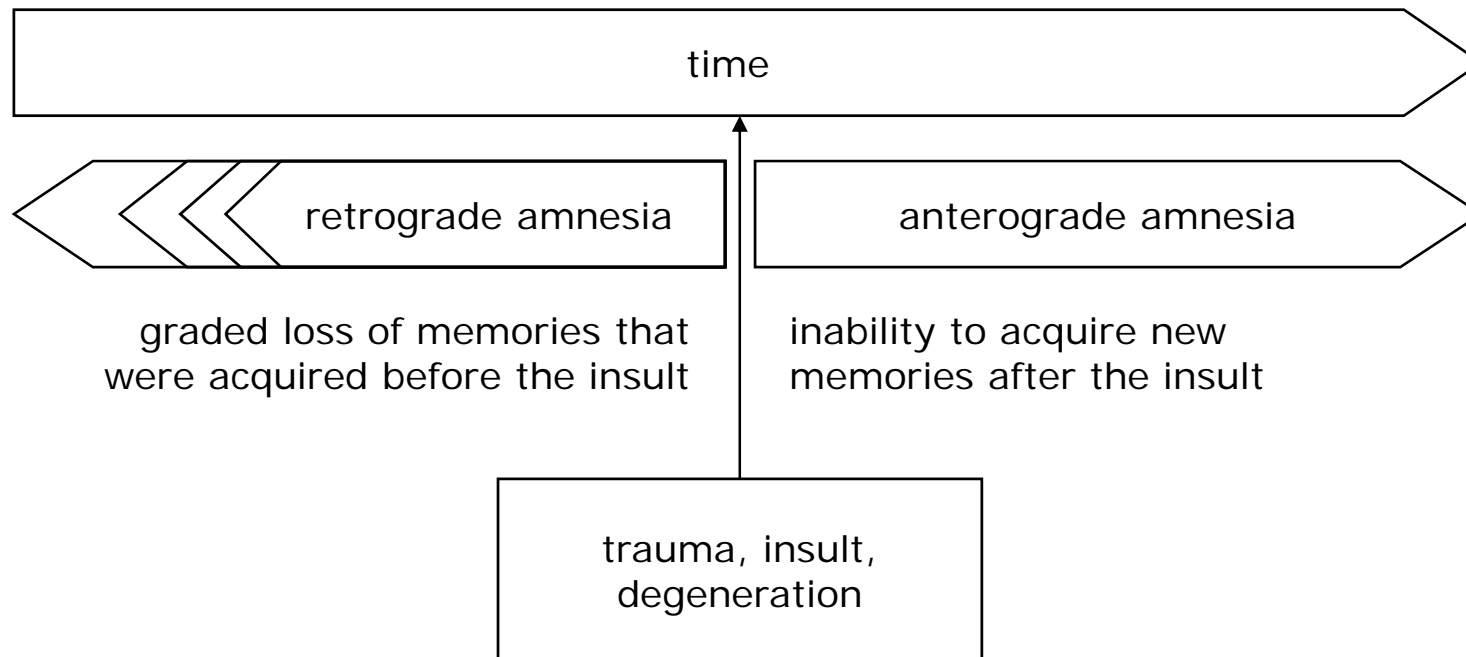 time
retrograde amnesia
anterograde amnesia
graded loss of memories that
were acquired before the insult
inability to acquire new
memories after the insult
trauma, insult,
degeneration